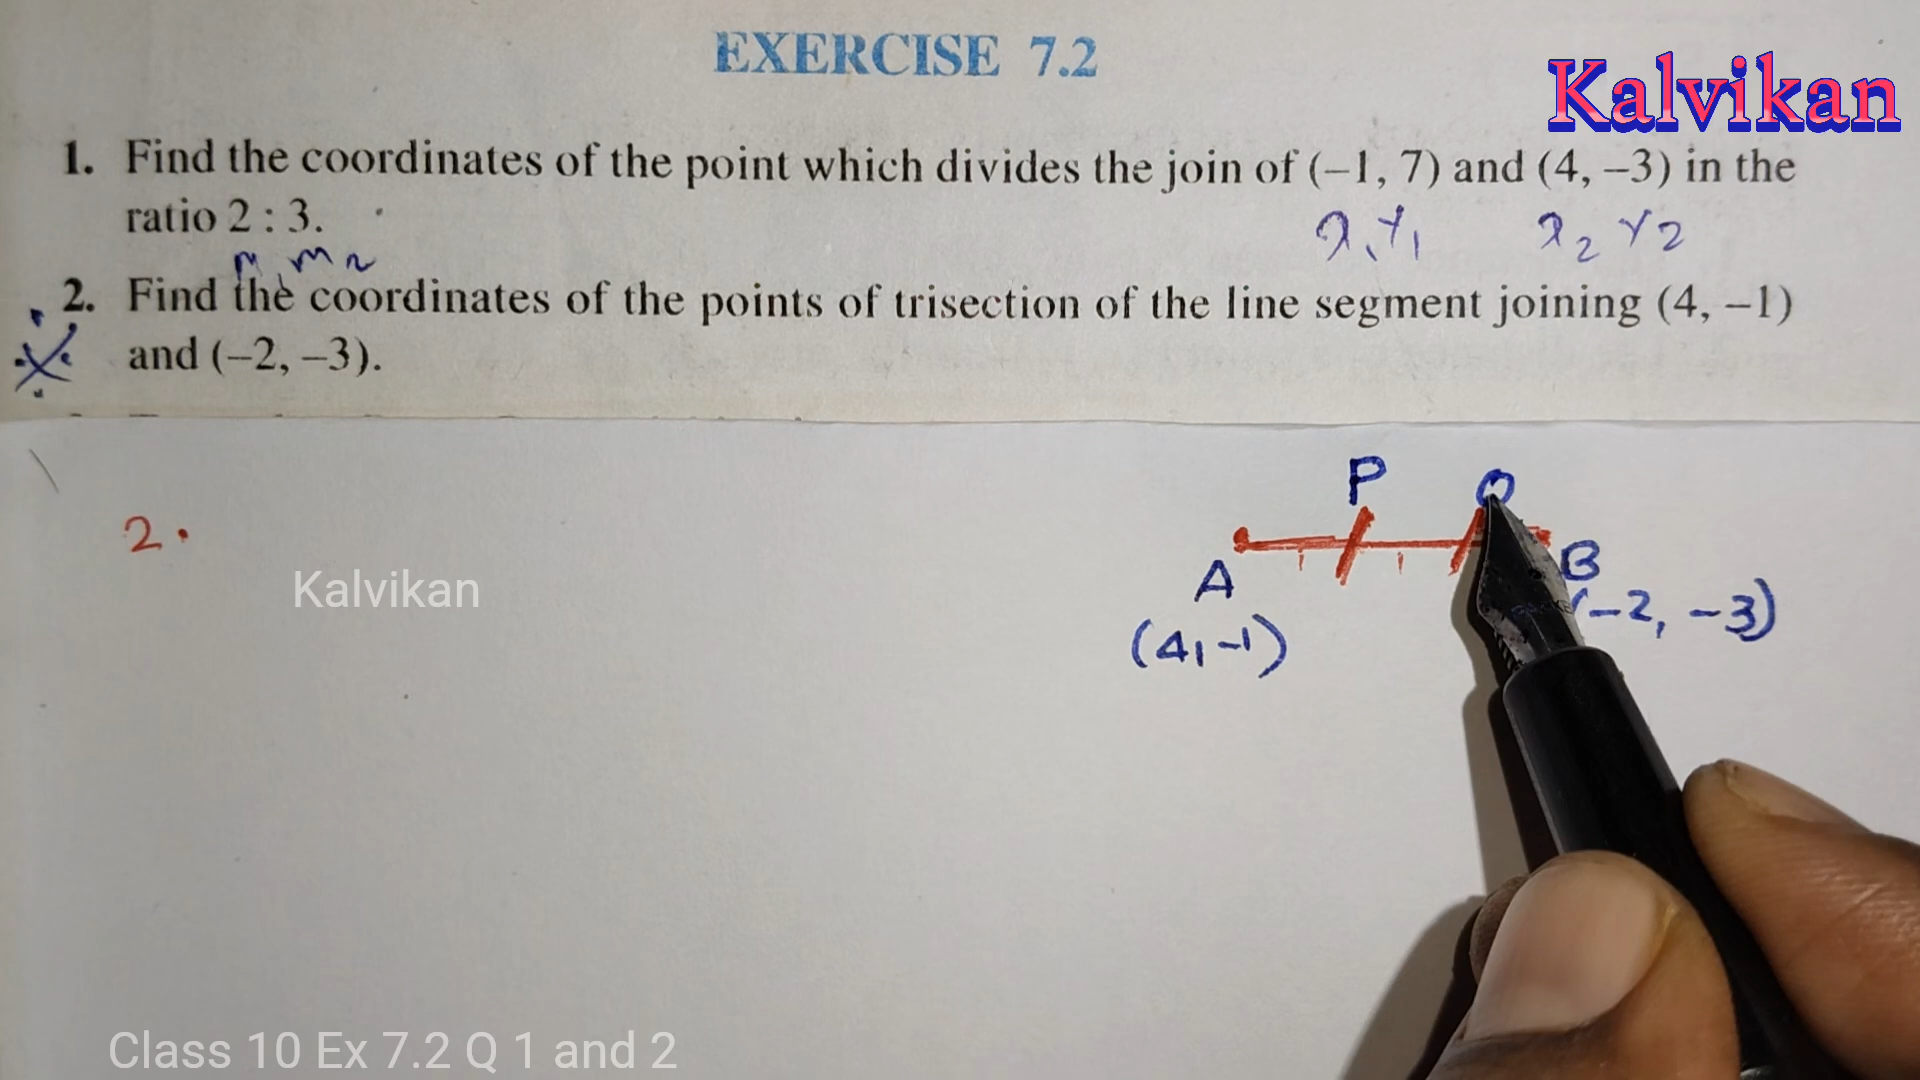 EXERCISE 7.2
Kalvikan
1. Find the coordinates of the point which divides the join of (–1, 7) and (4, –3) in the
ratio 2 : 3.
x₁ y₁ x₂ y₂
m₁ m₂
2. Find the coordinates of the points of trisection of the line segment joining (4, –1)
and (–2, –3).
P Q
2.
A B
Kalvikan
(4, -1) (-2, -3)
Class 10 Ex 7.2 Q 1 and 2